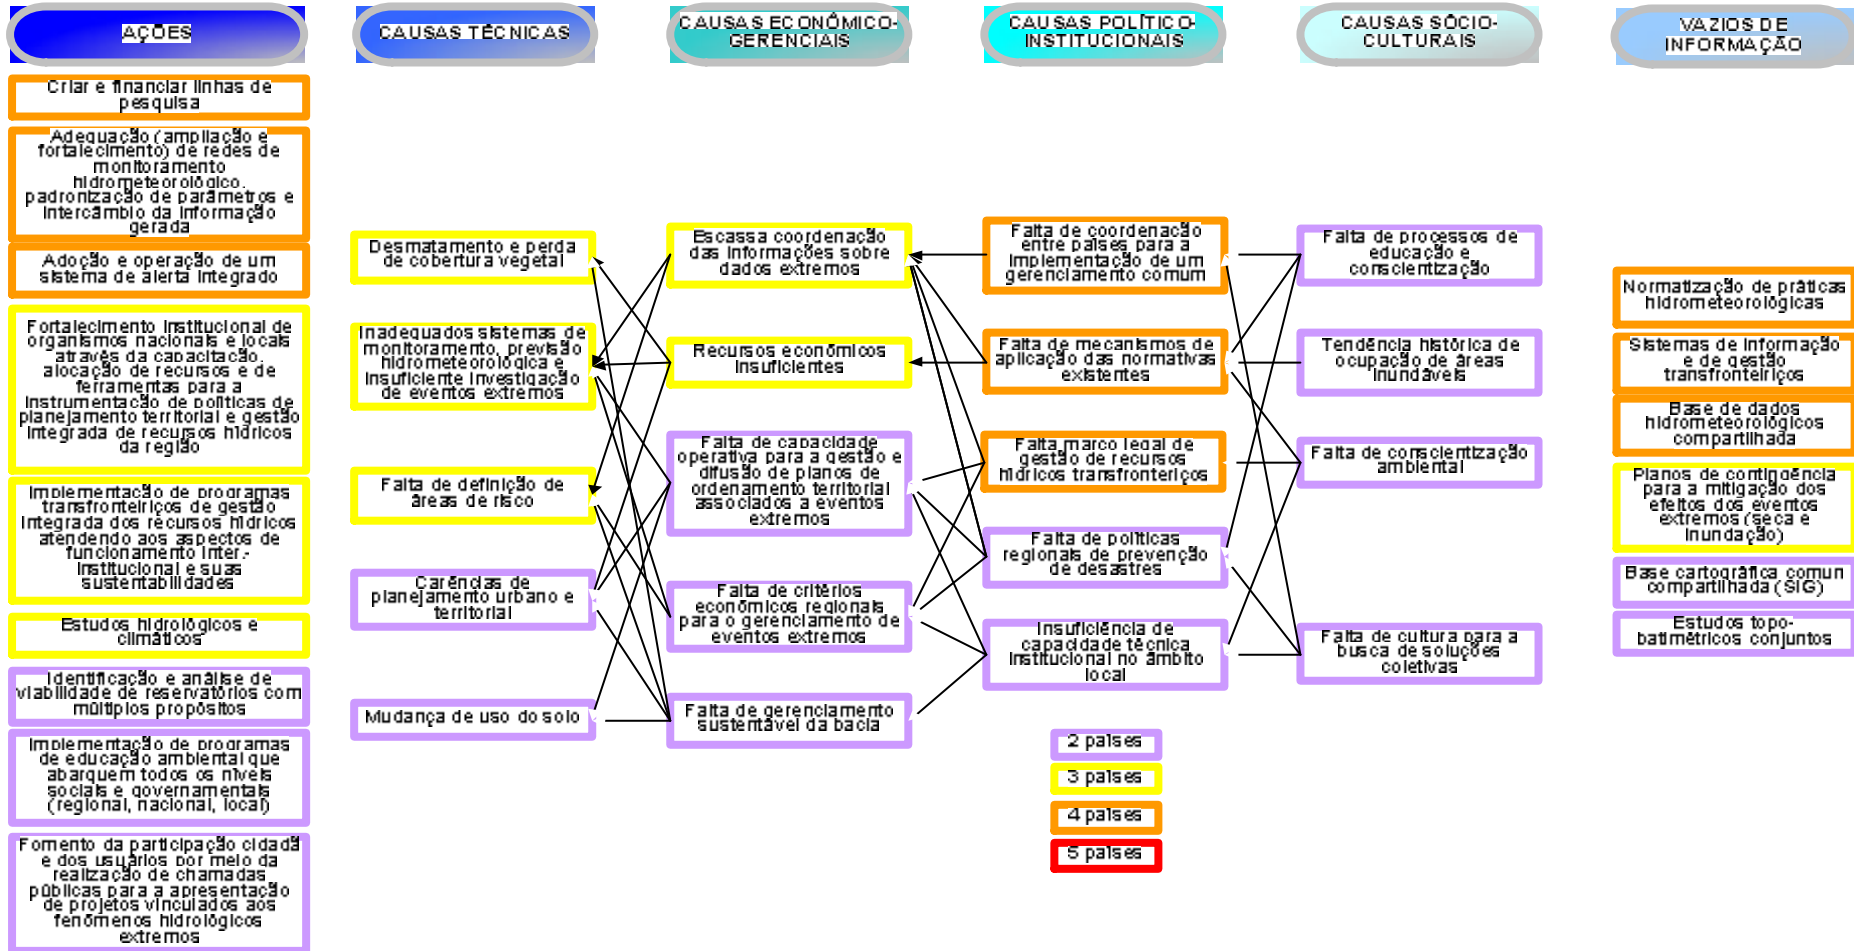 AÇÕES
Criar e financiar linhas de
pesquisa
Adequação (ampliação e
fortalecimento) de redes de
monitoramento
hidrometeorológico,
padronização de parâmetros e
intercâmbio da informação
gerada
Adoção e operação de um
sistema de alerta integrado
Fortalecimento institucional de
organismos nacionais e locais
através da capacitação,
alocação de recursos e de
ferramentas para a
instrumentação de políticas de
planejamento territorial e gestão
integrada de recursos hídricos
da região
Implementação de programas
transfronteiriços de gestão
integrada dos recursos hídricos
atendendo aos aspectos de
funcionamento inter.-
institucional e suas
sustentabilidades
Estudos hidrológicos e
climáticos
Identificação e análise de
viabilidade de reservatórios com
múltiplos propósitos
Implementação de programas
de educação ambiental que
abarquem todos os níveis
sociais e governamentais
(regional, nacional, local)
Fomento da participação cidadã
e dos usuários por meio da
realização de chamadas
públicas para a apresentação
de projetos vinculados aos
fenômenos hidrológicos
extremos
CAUSAS TÉCNICAS
Desmatamento e perda
de cobertura vegetal
Inadequados sistemas de
monitoramento, previsão
hidrometeorológica e
insuficiente investigação
de eventos extremos
Falta de definição de
áreas de risco
Carências de
planejamento urbano e
territorial
Mudança de uso do solo
CAUSAS ECONÔMICO-
GERENCIAIS
Escassa coordenação
das informações sobre
dados extremos
Recursos econômicos
insuficientes
Falta de capacidade
operativa para a gestão e
difusão de planos de
ordenamento territorial
associados a eventos
extremos
Falta de critérios
econômicos regionais
para o gerenciamento de
eventos extremos
Falta de gerenciamento
sustentável da bacia
CAUSAS POLÍTICO-
INSTITUCIONAIS
Falta de coordenação
entre países para a
implementação de um
gerenciamento comum
Falta de mecanismos de
aplicação das normativas
existentes
Falta marco legal de
gestão de recursos
hídricos transfronteriços
Falta de políticas
regionais de prevenção
de desastres
Insuficiência de
capacidade técnica
institucional no âmbito
local
2 países
3 países
4 países
5 países
CAUSAS SÓCIO-
CULTURAIS
Falta de processos de
educação e
conscientização
Tendência histórica de
ocupação de áreas
inundáveis
Falta de conscientização
ambiental
Falta de cultura para a
busca de soluções
coletivas
VAZIOS DE
INFORMAÇÃO
Normatização de práticas
hidrometeorológicas
Sistemas de informação
e de gestão
transfronteiriços
Base de dados
hidrometeorológicos
compartilhada
Planos de contigência
para a mitigação dos
efeitos dos eventos
extremos (seca e
inundação)
Base cartográfica comun
compartilhada (SIG)
Estudos topo-
batimétricos conjuntos